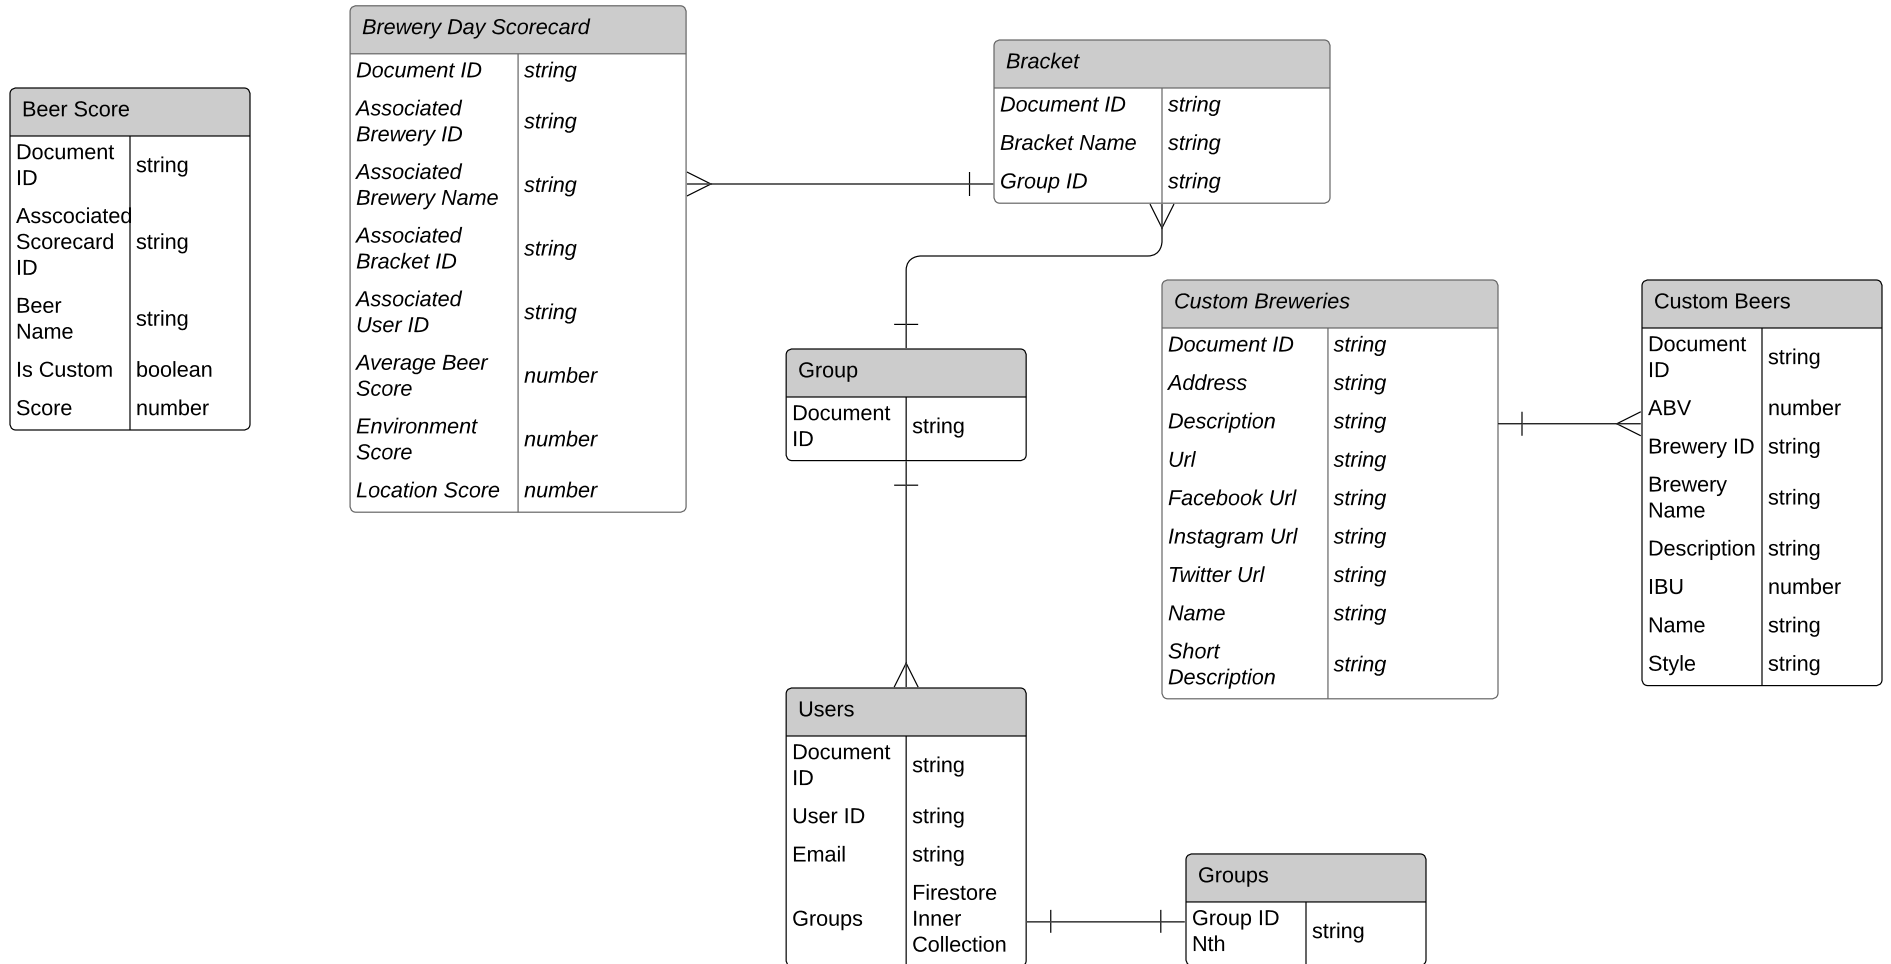 Beer Score
Document
ID
string
Asscociated
Scorecard
ID
string
Beer
Name
string
Is Custom
boolean
Score
number
Brewery Day Scorecard
Document ID
string
Associated
Brewery ID
string
Associated
Brewery Name
string
Associated
Bracket ID
string
Associated
User ID
string
Average Beer
Score
number
Environment
Score
number
Location Score
number
Bracket
Document ID
string
Bracket Name
string
Group ID
string
Group
Document
ID
string
Custom Breweries
Document ID
string
Address
string
Description
string
Url
string
Facebook Url
string
Instagram Url
string
Twitter Url
string
Name
string
Short
Description
string
Custom Beers
Document
ID
string
ABV
number
Brewery ID
string
Brewery
Name
string
Description
string
IBU
number
Name
string
Style
string
Users
Document
ID
string
User ID
string
Email
string
Groups
Firestore
Inner
Collection
Groups
Group ID
Nth
string